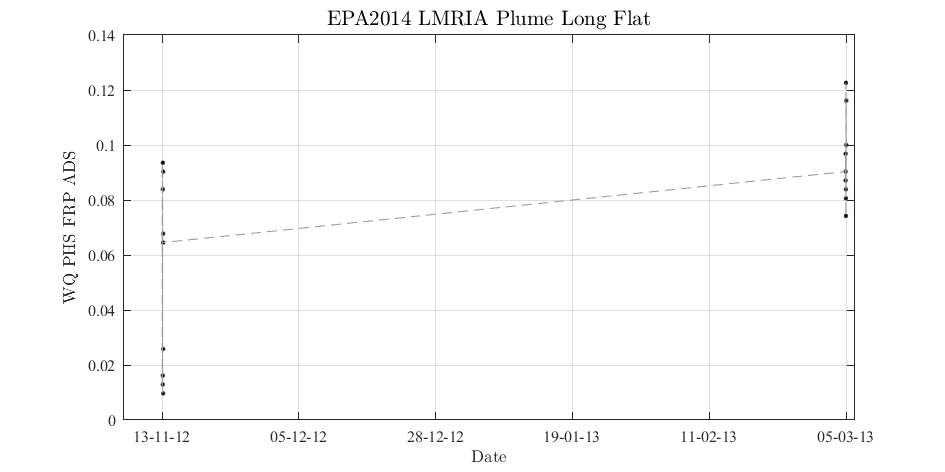 EPA2014 LMRIA Plume Long Flat
0.14
0.12
0.1
0.08
0.06
0.04
0.02
0
WQ PHS FRP ADS
13-11-12 05-12-12 28-12-12 19-01-13 11-02-13 05-03-13
Date